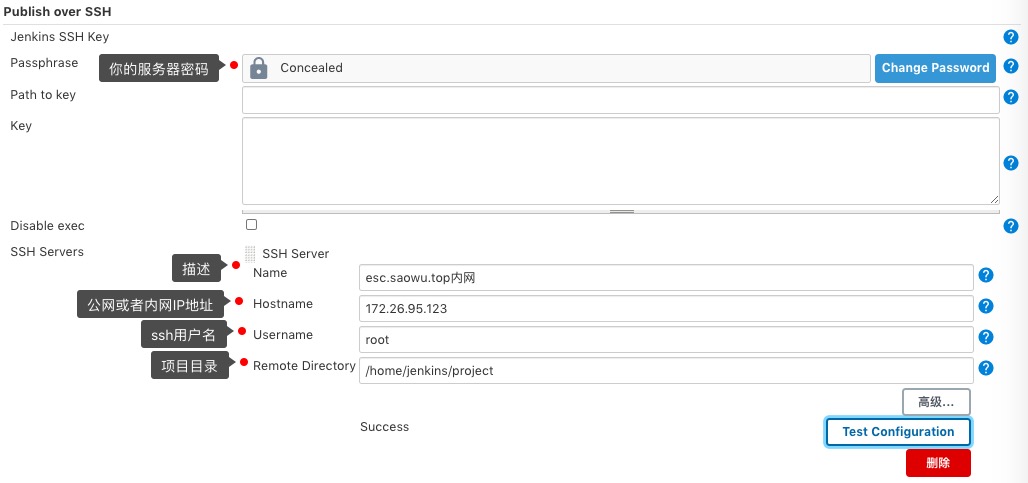 Publish over SSH
Jenkins SSH Key
Passphrase 你的服务器密码 Concealed Change Password
Path to key
Key
Disable exec
SSH Servers
SSH Server
描述 Name esc.saowu.top内网
公网或者内网IP地址 Hostname 172.26.95.123
ssh用户名 Username root
项目目录 Remote Directory /home/jenkins/project
高级...
Success Test Configuration
删除